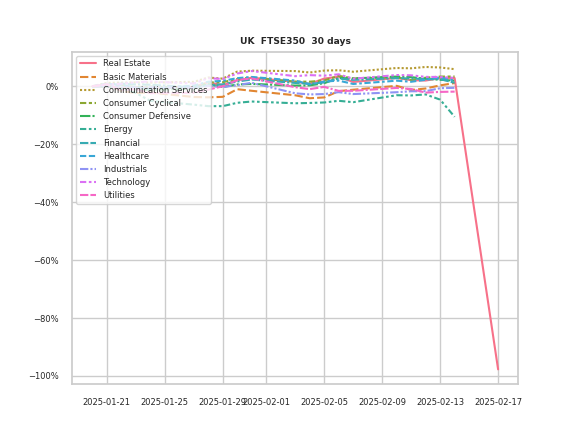 UK  FTSE350  30 days
Real Estate
Basic Materials
Communication Services
Consumer Cyclical
Consumer Defensive
Energy
Financial
Healthcare
Industrials
Technology
Utilities
0%
−20%
−40%
−60%
−80%
−100%
2025-01-21 2025-01-25 2025-01-29 2025-02-01 2025-02-05 2025-02-09 2025-02-13 2025-02-17